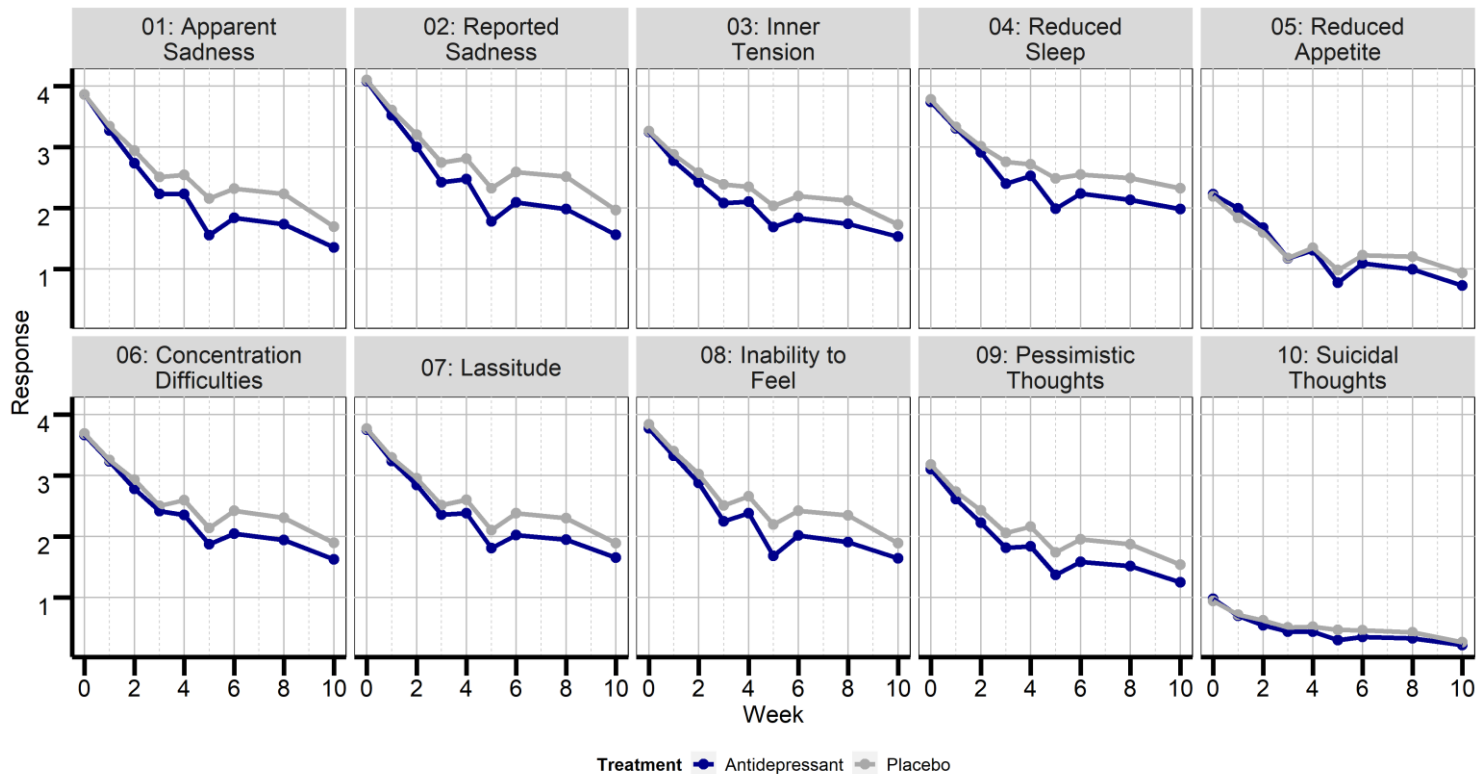 01: Apparent
Sadness
02: Reported
Sadness
03: Inner
Tension
04: Reduced
Sleep
05: Reduced
Appetite
4
3
2
1
Response
06: Concentration
Difficulties
07: Lassitude
08: Inability to
Feel
09: Pessimistic
Thoughts
10: Suicidal
Thoughts
4
3
2
1
0 2 4 6 8 10
0 2 4 6 8 10
0 2 4 6 8 10
0 2 4 6 8 10
0 2 4 6 8 10
Week
Treatment Antidepressant Placebo